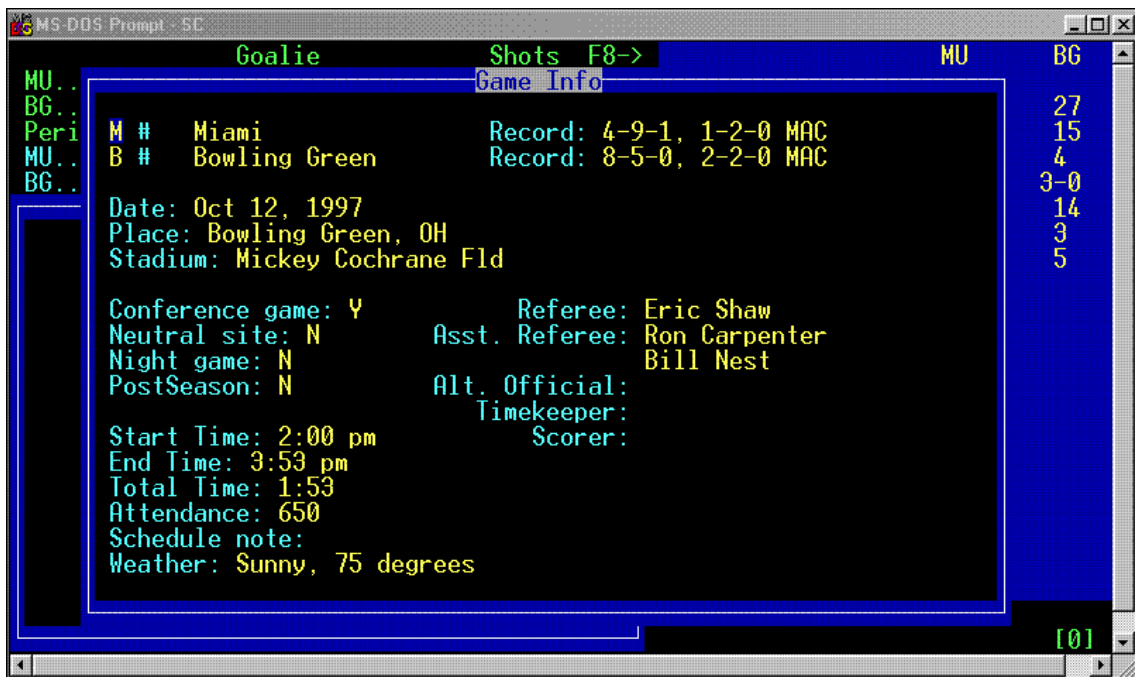 MS-DOS Prompt - SC
Goalie Shots F8-> MU BG
Game Info
MU..
BG.. 27
Peri M # Miami Record: 4-9-1, 1-2-0 MAC 15
MU.. B # Bowling Green Record: 8-5-0, 2-2-0 MAC 4
BG.. 3-0
Date: Oct 12, 1997 14
Place: Bowling Green, OH 3
Stadium: Mickey Cochrane Fld 5
Conference game: Y Referee: Eric Shaw
Neutral site: N Asst. Referee: Ron Carpenter
Night game: N Bill Nest
PostSeason: N Alt. Official:
Timekeeper:
Start Time: 2:00 pm Scorer:
End Time: 3:53 pm
Total Time: 1:53
Attendance: 650
Schedule note:
Weather: Sunny, 75 degrees
[0]